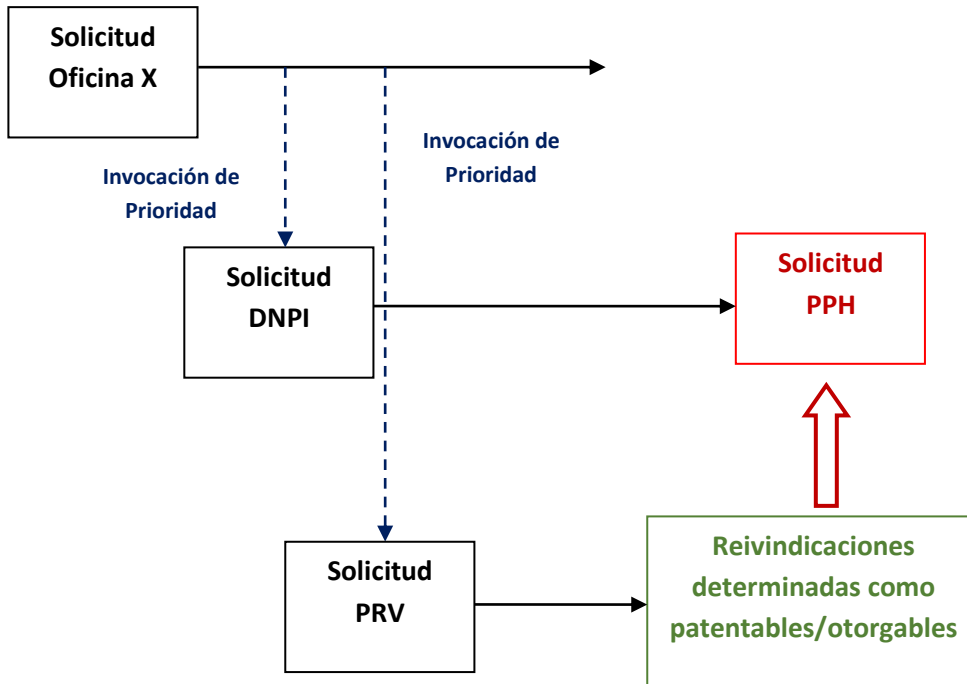 Solicitud
Oficina X
Invocación de
Prioridad
Invocación de
Prioridad
Solicitud
DNPI
Solicitud
PPH
Solicitud
PRV
Reivindicaciones
determinadas como
patentables/otorgables